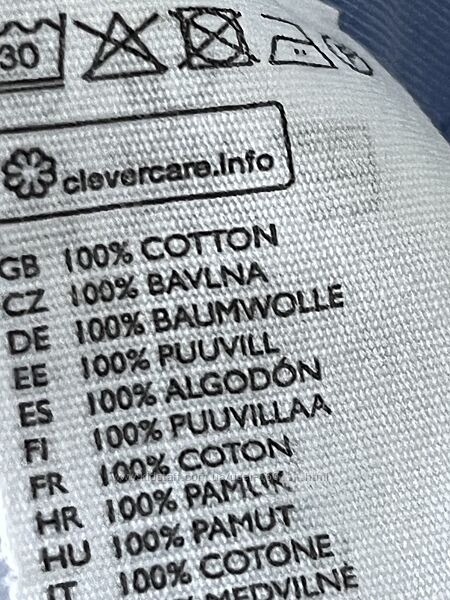 30
clevercare.info
GB 100% COTTON
CZ 100% BAVLNA
DE 100% BAUMWOLLE
EE 100% PUUVILL
ES 100% ALGODÓN
FI 100% PUUVILLAA
FR 100% COTON
HR 100% PAMUK
HU 100% PAMUT
IT 100% COTONE
MEDVILNĖ